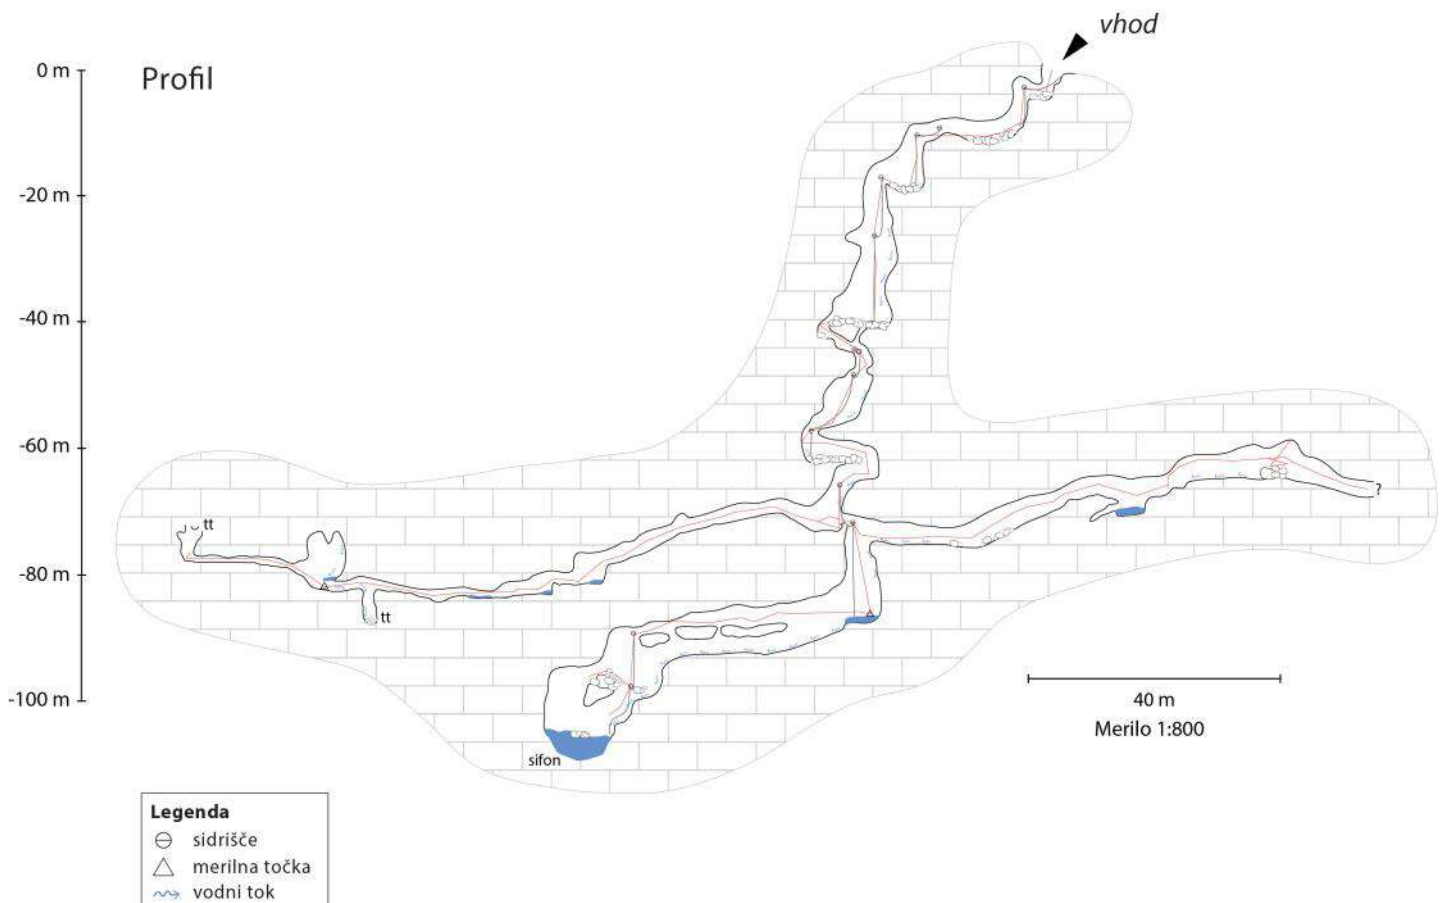 vhod
0 m
Profil
-20 m
-40 m
-60 m
?
tt
-80 m
tt
-100 m
40 m
Merilo 1:800
sifon
Legenda
sidrišče
merilna točka
vodni tok